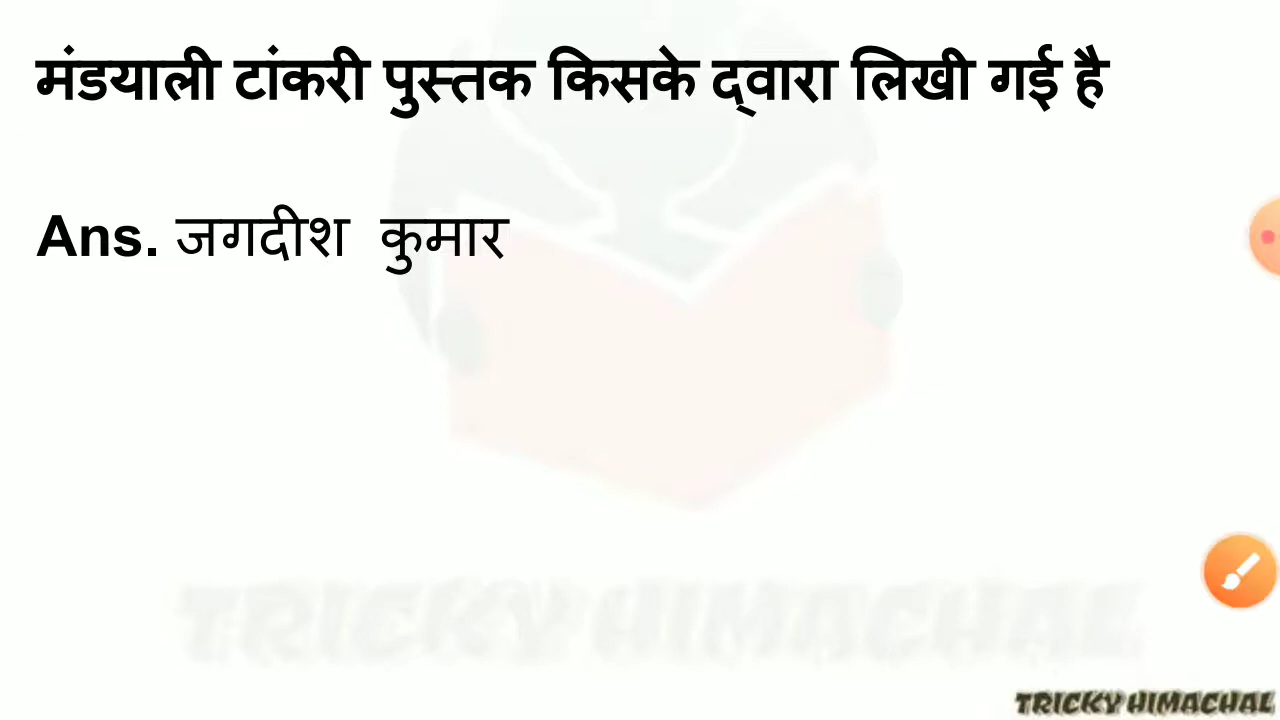 मंडयाली टांकरी पुस्तक किसके द्वारा लिखी गई है
Ans. जगदीश कुमार
TRICKY HIMACHAL
TRICKY HIMACHAL